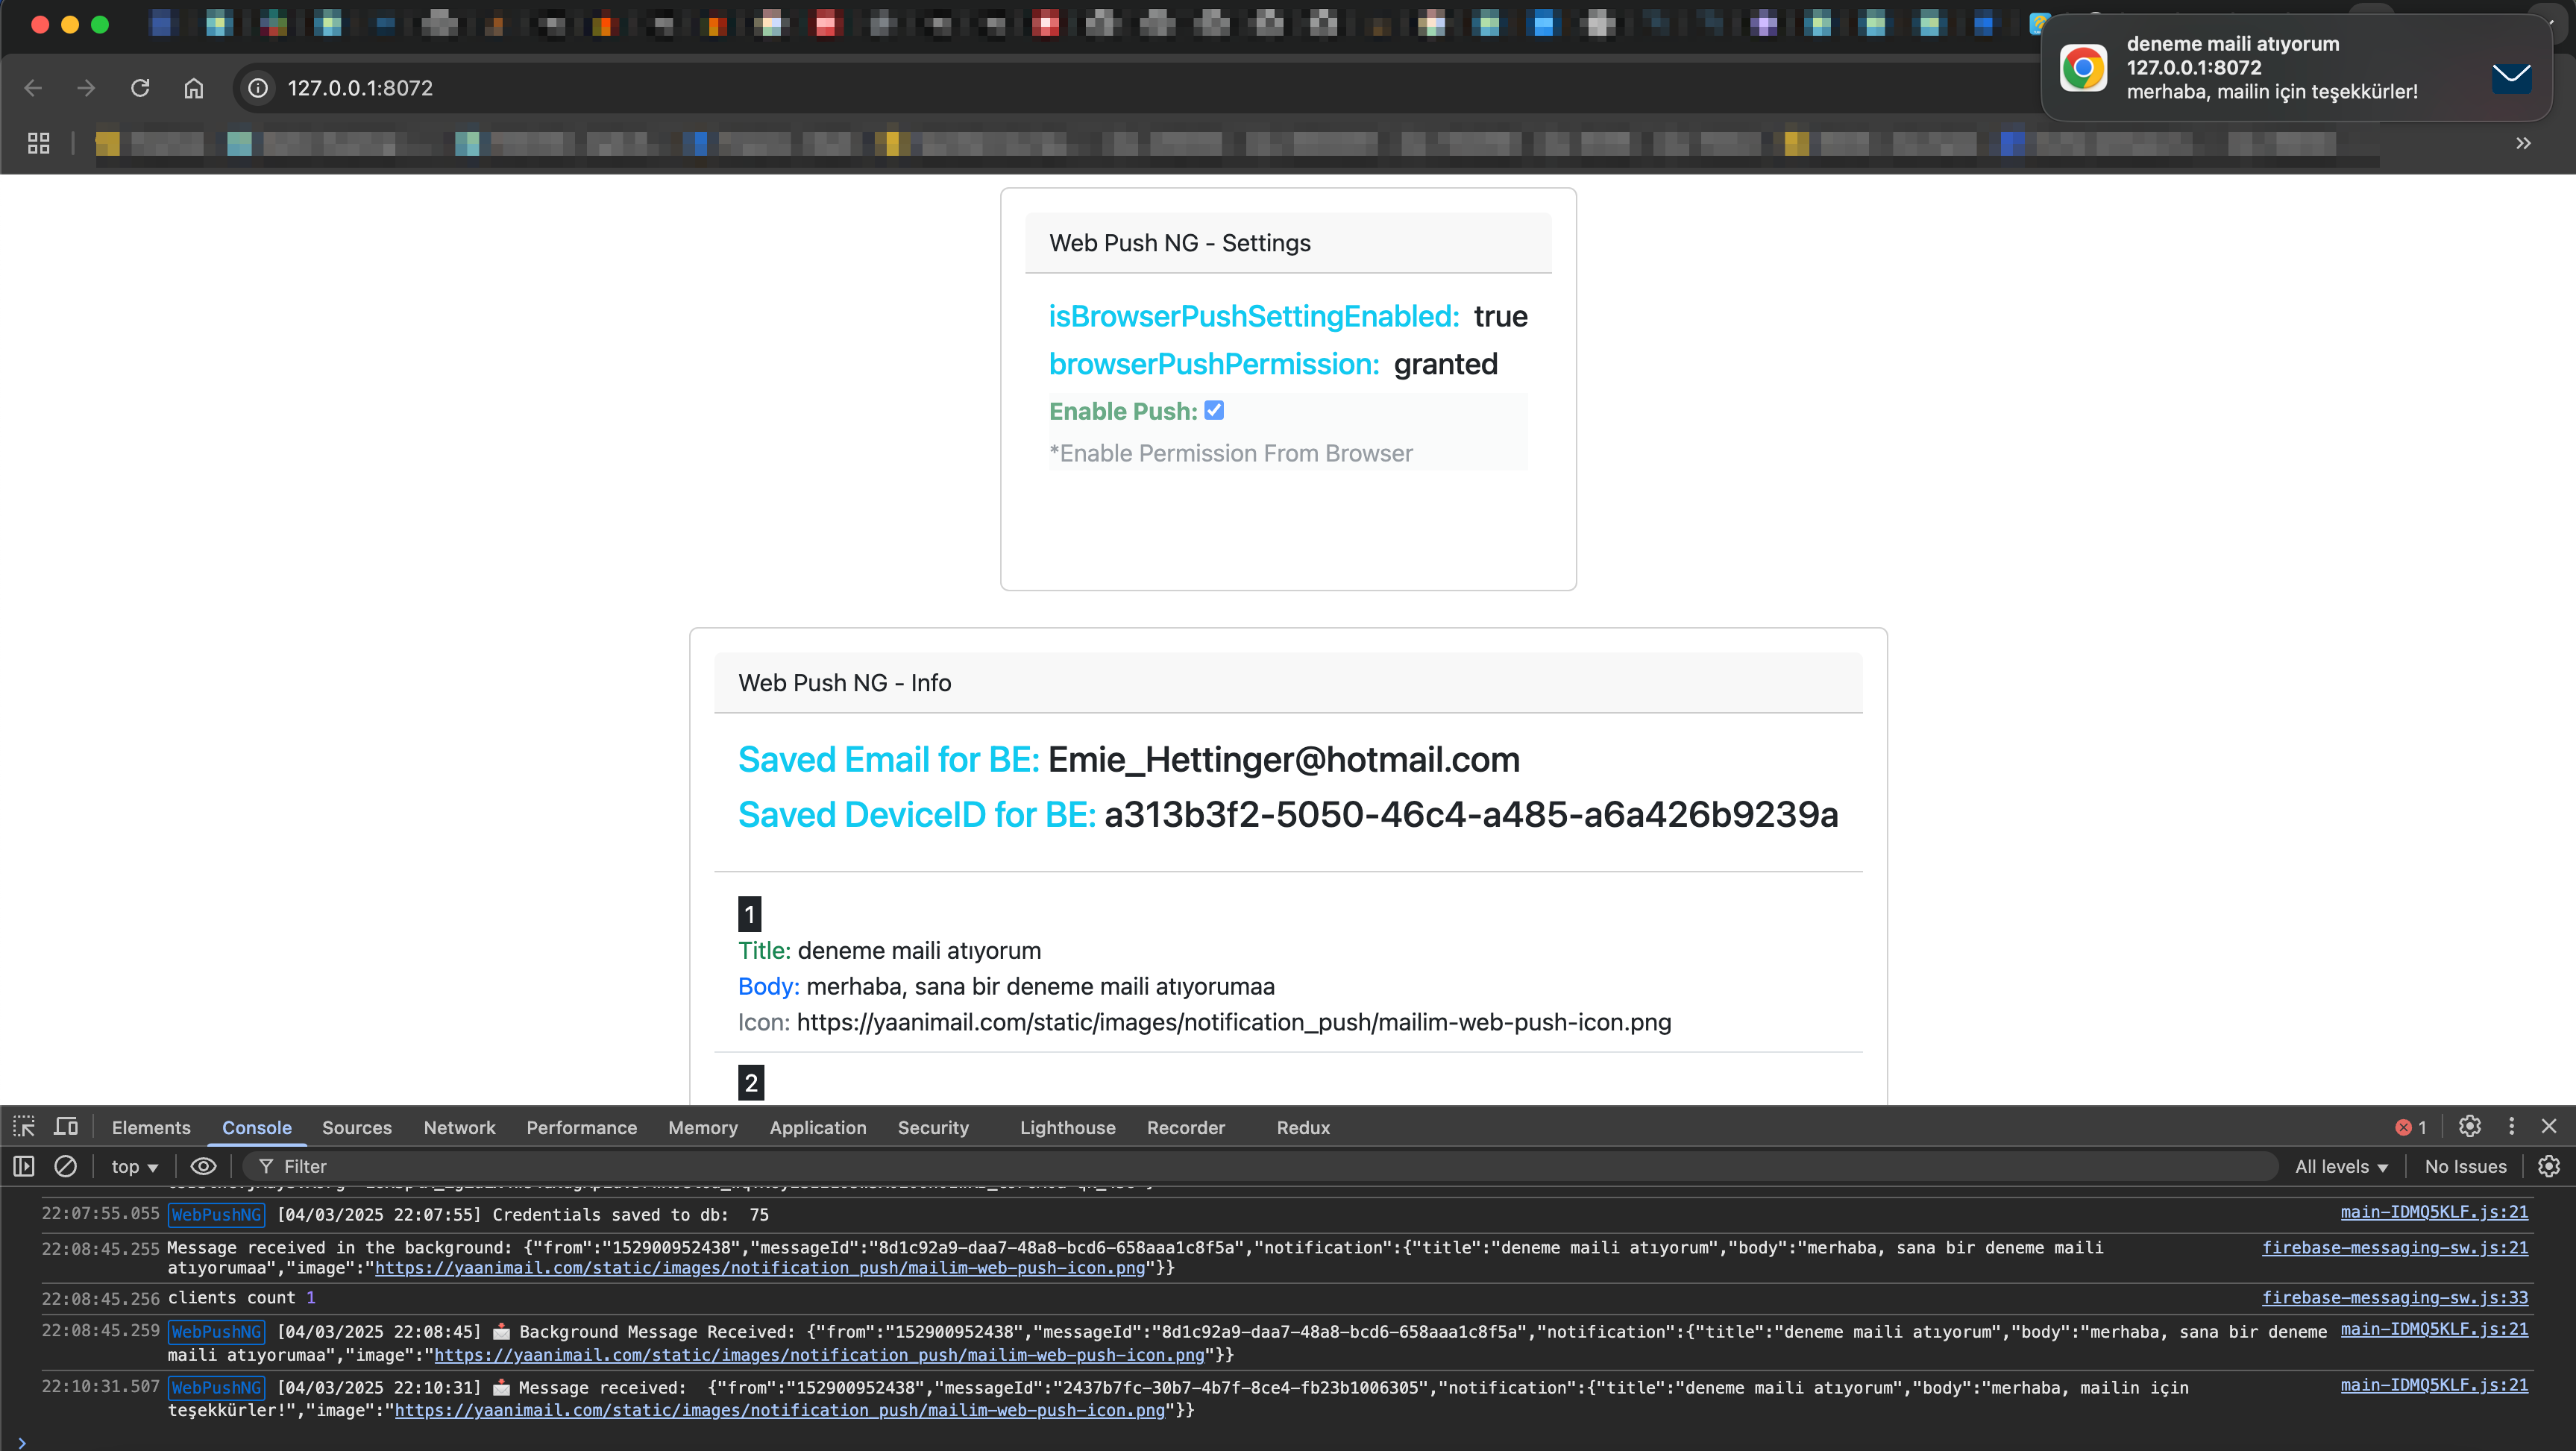 deneme maili atıyorum
127.0.0.1:8072
merhaba, mailin için teşekkürler!
127.0.0.1:8072
Web Push NG - Settings
isBrowserPushSettingEnabled: true
browserPushPermission: granted
Enable Push:
*Enable Permission From Browser
Web Push NG - Info
Saved Email for BE: Emie_Hettinger@hotmail.com
Saved DeviceID for BE: a313b3f2-5050-46c4-a485-a6a426b9239a
1
Title: deneme maili atıyorum
Body: merhaba, sana bir deneme maili atıyorumaa
Icon: https://yaanimail.com/static/images/notification_push/mailim-web-push-icon.png
2
Elements Console Sources Network Performance Memory Application Security Lighthouse Recorder Redux 1
top Filter All levels No Issues
22:07:55.055 WebPushNG [04/03/2025 22:07:55] Credentials saved to db: 75 main-IDMQ5KLF.js:21
22:08:45.255 Message received in the background: {"from":"152900952438","messageId":"8d1c92a9-daa7-48a8-bcd6-658aaa1c8f5a","notification":{"title":"deneme maili atıyorum","body":"merhaba, sana bir deneme maili firebase-messaging-sw.js:21
atıyorumaa","image":"https://yaanimail.com/static/images/notification_push/mailim-web-push-icon.png"}}
22:08:45.256 clients count 1 firebase-messaging-sw.js:33
22:08:45.259 WebPushNG [04/03/2025 22:08:45] 📩 Background Message Received: {"from":"152900952438","messageId":"8d1c92a9-daa7-48a8-bcd6-658aaa1c8f5a","notification":{"title":"deneme maili atıyorum","body":"merhaba, sana bir deneme main-IDMQ5KLF.js:21
maili atıyorumaa","image":"https://yaanimail.com/static/images/notification_push/mailim-web-push-icon.png"}}
22:10:31.507 WebPushNG [04/03/2025 22:10:31] 📩 Message received: {"from":"152900952438","messageId":"2437b7fc-30b7-4b7f-8ce4-fb23b1006305","notification":{"title":"deneme maili atıyorum","body":"merhaba, mailin için main-IDMQ5KLF.js:21
teşekkürler!","image":"https://yaanimail.com/static/images/notification_push/mailim-web-push-icon.png"}}